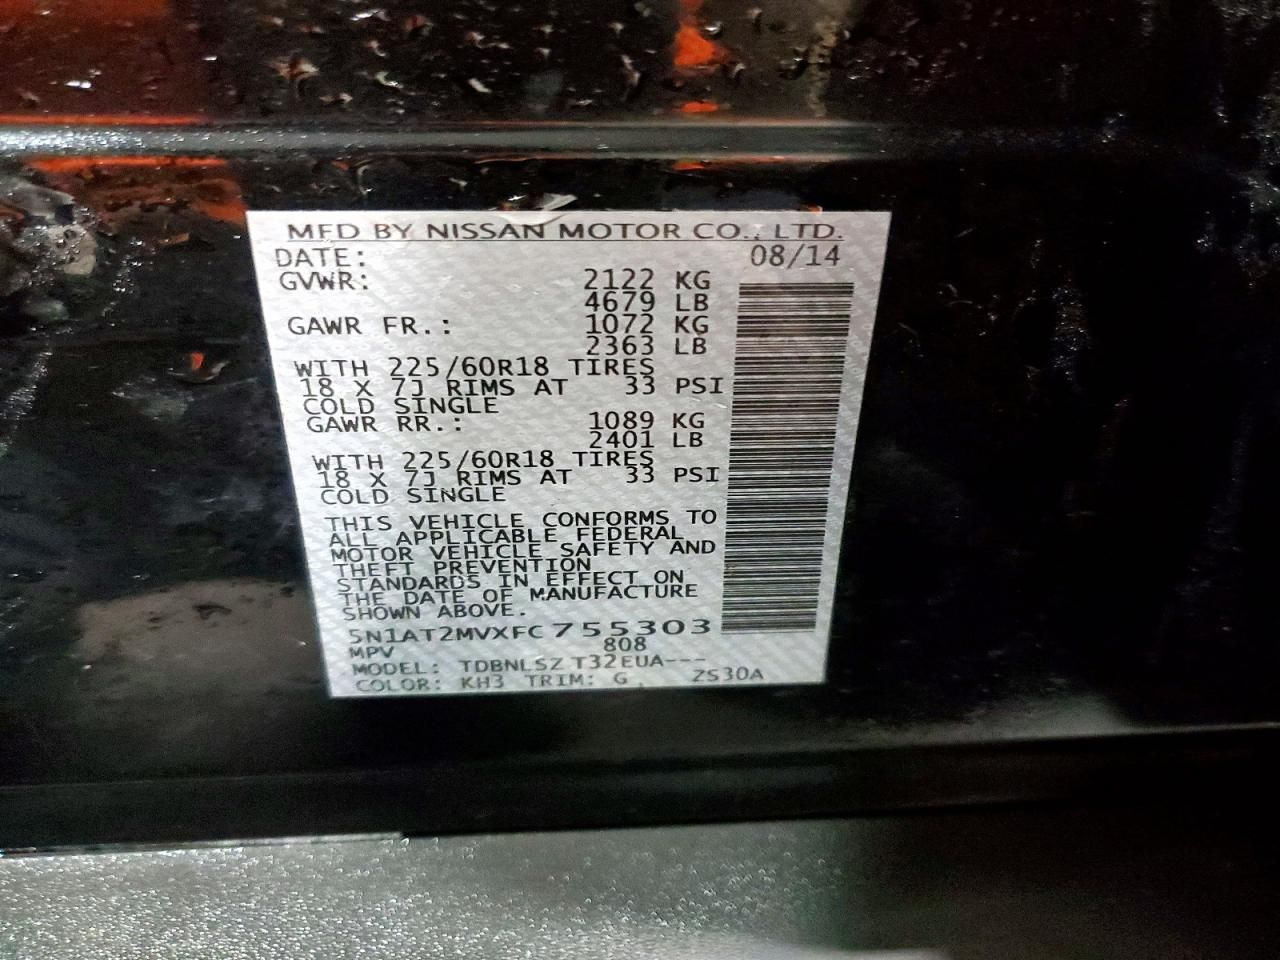 MFD BY NISSAN MOTOR CO., LTD.
DATE: 08/14
GVWR: 2122 KG
4679 LB
GAWR FR.: 1072 KG
2363 LB
WITH 225/60R18 TIRES
18 X 7J RIMS AT 33 PSI
COLD SINGLE
GAWR RR.: 1089 KG
2401 LB
WITH 225/60R18 TIRES
18 X 7J RIMS AT 33 PSI
COLD SINGLE
THIS VEHICLE CONFORMS TO
ALL APPLICABLE FEDERAL
MOTOR VEHICLE SAFETY AND
THEFT PREVENTION
STANDARDS IN EFFECT ON
THE DATE OF MANUFACTURE
SHOWN ABOVE.
5N1AT2MVXFC755303
MPV 808
MODEL: TDBNLSZ T32EUA---
COLOR: KH3 TRIM: G ZS30A